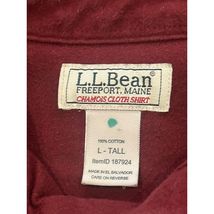 L.L.Bean
FREEPORT, MAINE
CHAMOIS CLOTH SHIRT
100% COTTON
L - TALL
ItemID 187924
MADE IN EL SALVADOR
CARE ON REVERSE